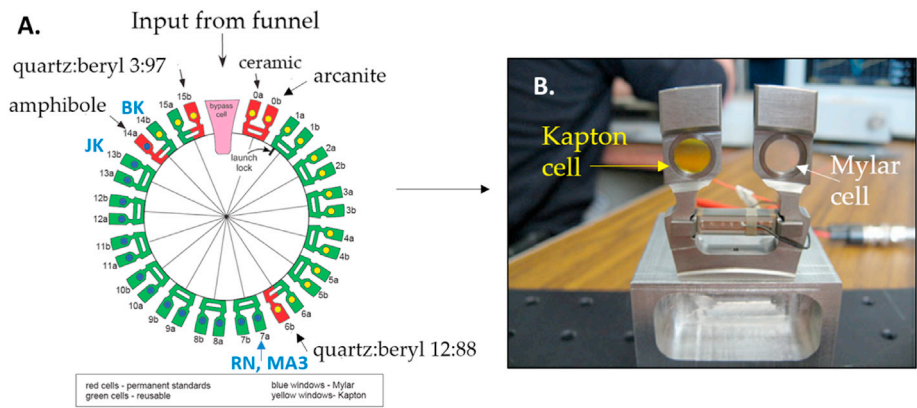 A.
Input from funnel
quartz:beryl 3:97
ceramic
arcanite
amphibole
BK
JK
15b
15a
14b
14a
13b
13a
12b
12a
11b
11a
10b
10a
9b
9a
8b
8a
7b
7a
6b
6a
5b
5a
4b
4a
3b
3a
2b
2a
1b
1a
0b
0a
bypass
cell
launch
lock
RN, MA3
quartz:beryl 12:88
red cells - permanent standards
green cells - reusable
blue windows - Mylar
yellow windows- Kapton
B.
Kapton
cell
Mylar
cell